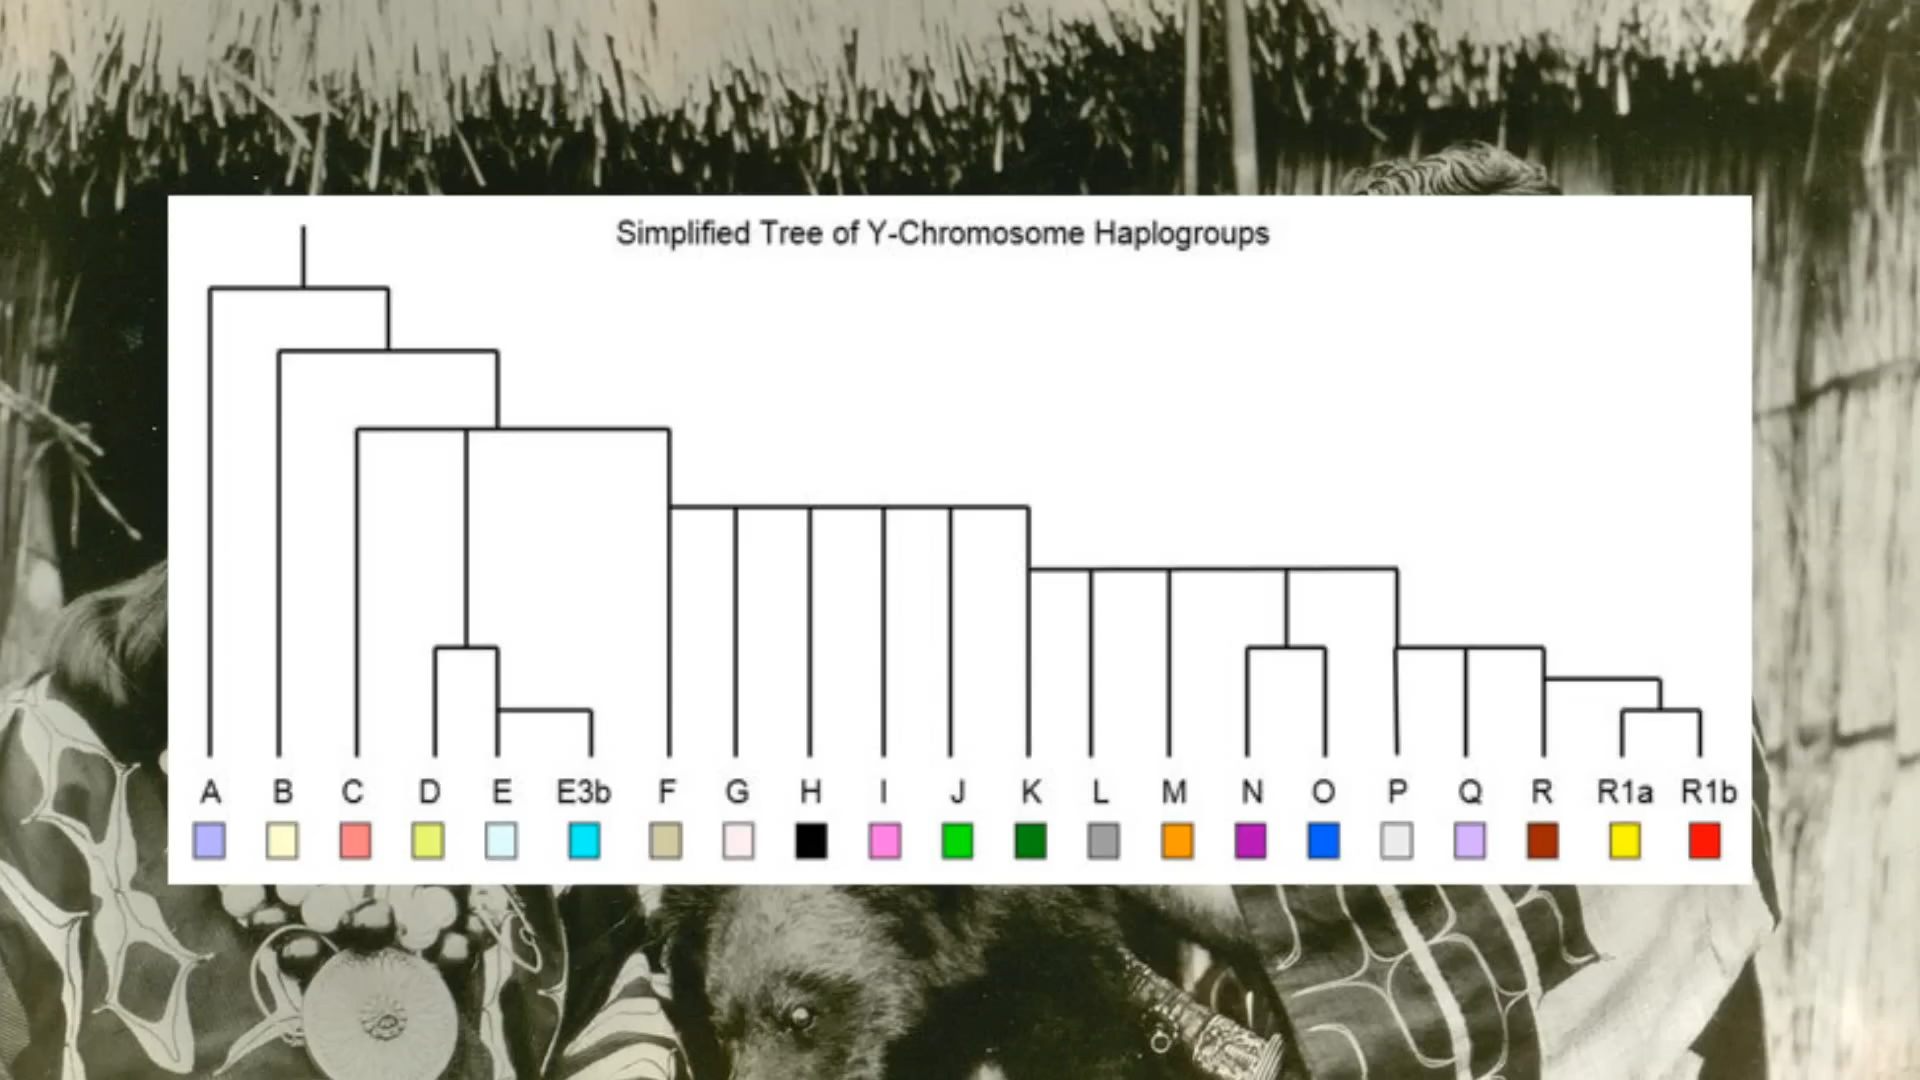 Simplified Tree of Y-Chromosome Haplogroups
A B C D E E3b F G H I J K L M N O P Q R R1a R1b